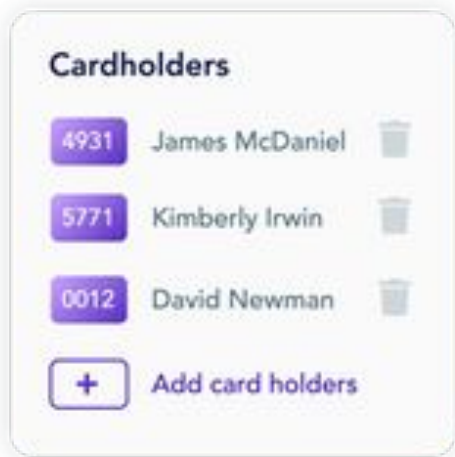 Cardholders
4931 James McDaniel
5771 Kimberly Irwin
0012 David Newman
+ Add card holders